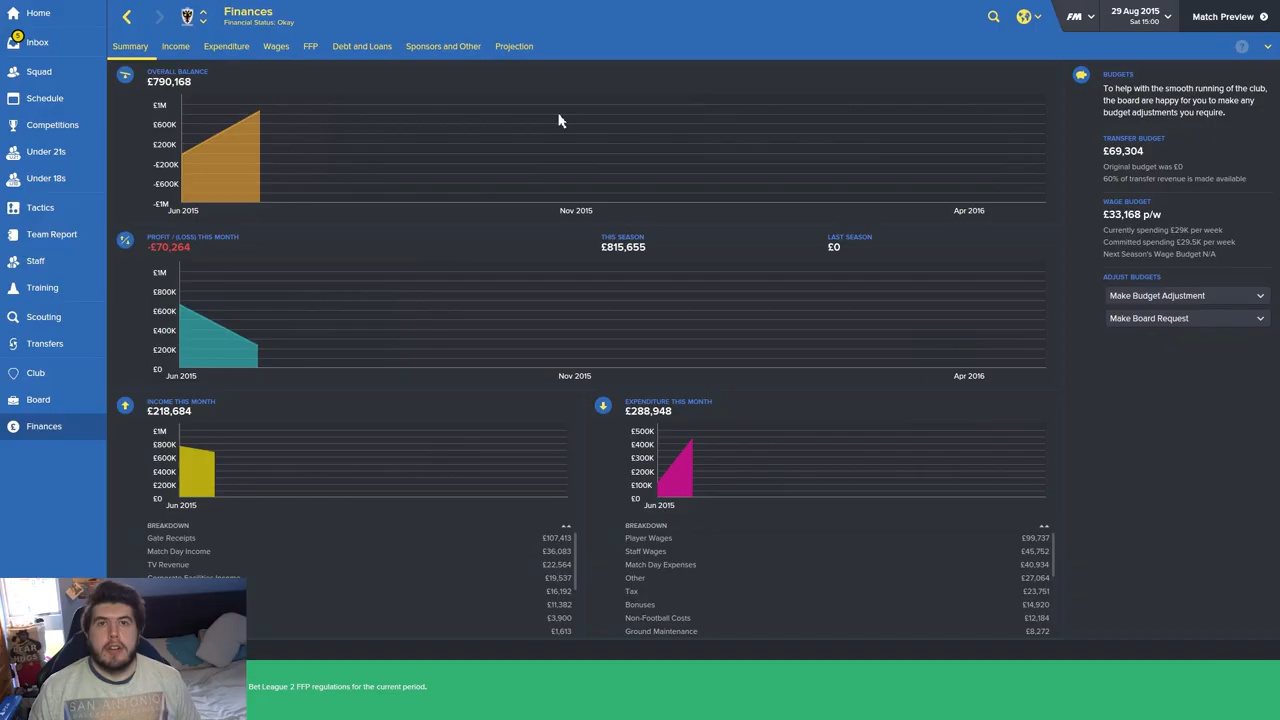 Home
Inbox
5
Squad
Schedule
Competitions
Under 21s
Under 18s
Tactics
Team Report
Staff
Training
Scouting
Transfers
Club
Board
Finances
Finances
Financial Status: Okay
FM
29 Aug 2015
Sat 15:00
Match Preview
Summary Income Expenditure Wages FFP Debt and Loans Sponsors and Other Projection
OVERALL BALANCE
£790,168
£1M
£600K
£200K
-£200K
-£600K
-£1M
Jun 2015 Nov 2015 Apr 2016
PROFIT / (LOSS) THIS MONTH
-£70,264
THIS SEASON
£815,655
LAST SEASON
£0
£1M
£800K
£600K
£400K
£200K
£0
Jun 2015 Nov 2015 Apr 2016
INCOME THIS MONTH
£218,684
£1M
£800K
£600K
£400K
£200K
£0
Jun 2015
BREAKDOWN
Gate Receipts £107,413
Match Day Income £36,083
TV Revenue £22,564
Corporate Facilities Income £19,537
£16,192
£11,382
£3,900
£1,613
EXPENDITURE THIS MONTH
£288,948
£500K
£400K
£300K
£200K
£100K
£0
Jun 2015
BREAKDOWN
Player Wages £99,737
Staff Wages £45,752
Match Day Expenses £40,934
Other £27,064
Tax £23,751
Bonuses £14,920
Non-Football Costs £12,184
Ground Maintenance £8,272
BUDGETS
To help with the smooth running of the club,
the board are happy for you to make any
budget adjustments you require.
TRANSFER BUDGET
£69,304
Original budget was £0
60% of transfer revenue is made available
WAGE BUDGET
£33,168 p/w
Currently spending £29K per week
Committed spending £29.5K per week
Next Season's Wage Budget N/A
ADJUST BUDGETS
Make Budget Adjustment
Make Board Request
Bet League 2 FFP regulations for the current period.
BEAR
HUGS
SAN ANTONIO